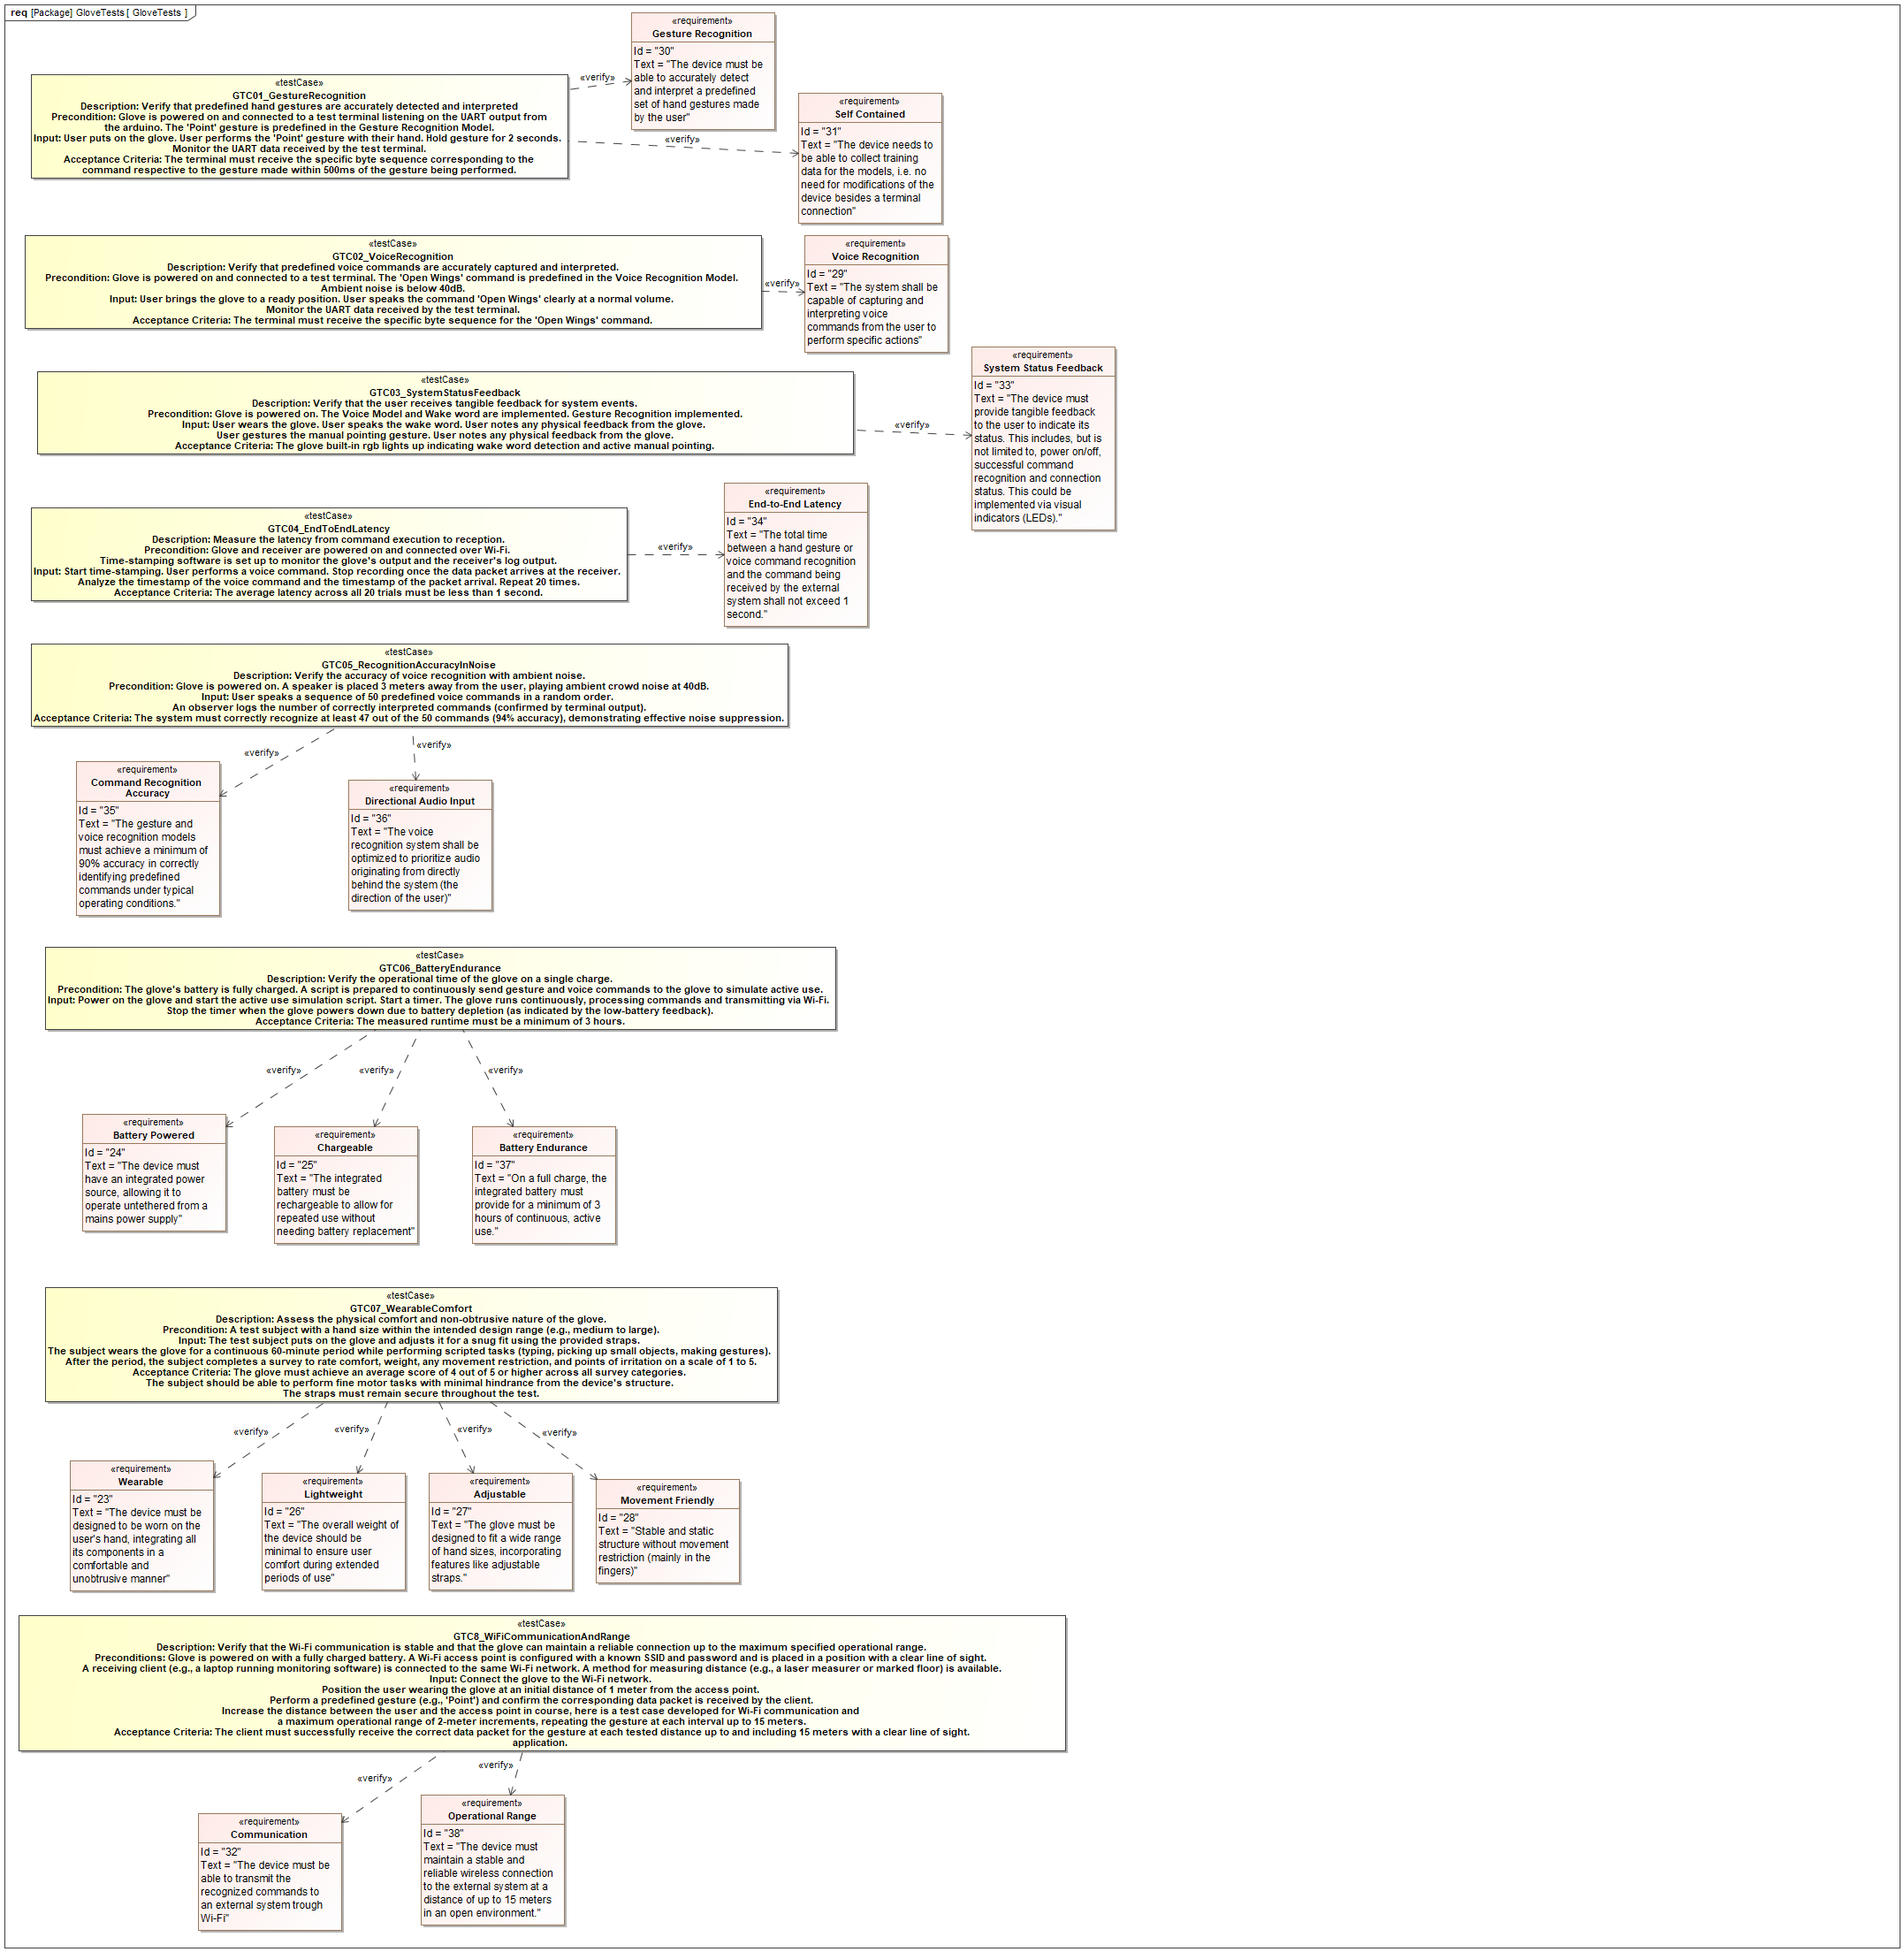 req [Package] GloveTests [ GloveTests ]
«requirement»
Gesture Recognition
Id = "30"
Text = "The device must be
able to accurately detect
and interpret a predefined
set of hand gestures made
by the user"
«testCase»
GTC01_GestureRecognition
Description: Verify that predefined hand gestures are accurately detected and interpreted
Precondition: Glove is powered on and connected to a test terminal listening on the UART output from
the arduino. The 'Point' gesture is predefined in the Gesture Recognition Model.
Input: User puts on the glove. User performs the 'Point' gesture with their hand. Hold gesture for 2 seconds.
Monitor the UART data received by the test terminal.
Acceptance Criteria: The terminal must receive the specific byte sequence corresponding to the
command respective to the gesture made within 500ms of the gesture being performed.
«verify»
«verify»
«requirement»
Self Contained
Id = "31"
Text = "The device needs to
be able to collect training
data for the models, i.e. no
need for modifications of the
device besides a terminal
connection"
«testCase»
GTC02_VoiceRecognition
Description: Verify that predefined voice commands are accurately captured and interpreted.
Precondition: Glove is powered on and connected to a test terminal. The 'Open Wings' command is predefined in the Voice Recognition Model.
Ambient noise is below 40dB.
Input: User brings the glove to a ready position. User speaks the command 'Open Wings' clearly at a normal volume.
Monitor the UART data received by the test terminal.
Acceptance Criteria: The terminal must receive the specific byte sequence for the 'Open Wings' command.
«verify»
«requirement»
Voice Recognition
Id = "29"
Text = "The system shall be
capable of capturing and
interpreting voice
commands from the user to
perform specific actions"
«testCase»
GTC03_SystemStatusFeedback
Description: Verify that the user receives tangible feedback for system events.
Precondition: Glove is powered on. The Voice Model and Wake word are implemented. Gesture Recognition implemented.
Input: User wears the glove. User speaks the wake word. User notes any physical feedback from the glove.
User gestures the manual pointing gesture. User notes any physical feedback from the glove.
Acceptance Criteria: The glove built-in rgb lights up indicating wake word detection and active manual pointing.
«verify»
«requirement»
System Status Feedback
Id = "33"
Text = "The device must
provide tangible feedback
to the user to indicate its
status. This includes, but is
not limited to, power on/off,
successful command
recognition and connection
status. This could be
implemented via visual
indicators (LEDs)."
«testCase»
GTC04_EndToEndLatency
Description: Measure the latency from command execution to reception.
Precondition: Glove and receiver are powered on and connected over Wi-Fi.
Time-stamping software is set up to monitor the glove's output and the receiver's log output.
Input: Start time-stamping. User performs a voice command. Stop recording once the data packet arrives at the receiver.
Analyze the timestamp of the voice command and the timestamp of the packet arrival. Repeat 20 times.
Acceptance Criteria: The average latency across all 20 trials must be less than 1 second.
«verify»
«requirement»
End-to-End Latency
Id = "34"
Text = "The total time
between a hand gesture or
voice command recognition
and the command being
received by the external
system shall not exceed 1
second."
«testCase»
GTC05_RecognitionAccuracyInNoise
Description: Verify the accuracy of voice recognition with ambient noise.
Precondition: Glove is powered on. A speaker is placed 3 meters away from the user, playing ambient crowd noise at 40dB.
Input: User speaks a sequence of 50 predefined voice commands in a random order.
An observer logs the number of correctly interpreted commands (confirmed by terminal output).
Acceptance Criteria: The system must correctly recognize at least 47 out of the 50 commands (94% accuracy), demonstrating effective noise suppression.
«verify»
«verify»
«requirement»
Command Recognition
Accuracy
Id = "35"
Text = "The gesture and
voice recognition models
must achieve a minimum of
90% accuracy in correctly
identifying predefined
commands under typical
operating conditions."
«requirement»
Directional Audio Input
Id = "36"
Text = "The voice
recognition system shall be
optimized to prioritize audio
originating from directly
behind the system (the
direction of the user)"
«testCase»
GTC06_BatteryEndurance
Description: Verify the operational time of the glove on a single charge.
Precondition: The glove's battery is fully charged. A script is prepared to continuously send gesture and voice commands to the glove to simulate active use.
Input: Power on the glove and start the active use simulation script. Start a timer. The glove runs continuously, processing commands and transmitting via Wi-Fi.
Stop the timer when the glove powers down due to battery depletion (as indicated by the low-battery feedback).
Acceptance Criteria: The measured runtime must be a minimum of 3 hours.
«verify»
«verify»
«verify»
«requirement»
Battery Powered
Id = "24"
Text = "The device must
have an integrated power
source, allowing it to
operate untethered from a
mains power supply"
«requirement»
Chargeable
Id = "25"
Text = "The integrated
battery must be
rechargeable to allow for
repeated use without
needing battery replacement"
«requirement»
Battery Endurance
Id = "37"
Text = "On a full charge, the
integrated battery must
provide for a minimum of 3
hours of continuous, active
use."
«testCase»
GTC07_WearableComfort
Description: Assess the physical comfort and non-obtrusive nature of the glove.
Precondition: A test subject with a hand size within the intended design range (e.g., medium to large).
Input: The test subject puts on the glove and adjusts it for a snug fit using the provided straps.
The subject wears the glove for a continuous 60-minute period while performing scripted tasks (typing, picking up small objects, making gestures).
After the period, the subject completes a survey to rate comfort, weight, any movement restriction, and points of irritation on a scale of 1 to 5.
Acceptance Criteria: The glove must achieve an average score of 4 out of 5 or higher across all survey categories.
The subject should be able to perform fine motor tasks with minimal hindrance from the device's structure.
The straps must remain secure throughout the test.
«verify»
«verify»
«verify»
«verify»
«requirement»
Wearable
Id = "23"
Text = "The device must be
designed to be worn on the
user's hand, integrating all
its components in a
comfortable and
unobtrusive manner"
«requirement»
Lightweight
Id = "26"
Text = "The overall weight of
the device should be
minimal to ensure user
comfort during extended
periods of use"
«requirement»
Adjustable
Id = "27"
Text = "The glove must be
designed to fit a wide range
of hand sizes, incorporating
features like adjustable
straps."
«requirement»
Movement Friendly
Id = "28"
Text = "Stable and static
structure without movement
restriction (mainly in the
fingers)"
«testCase»
GTC8_WiFiCommunicationAndRange
Description: Verify that the Wi-Fi communication is stable and that the glove can maintain a reliable connection up to the maximum specified operational range.
Preconditions: Glove is powered on with a fully charged battery. A Wi-Fi access point is configured with a known SSID and password and is placed in a position with a clear line of sight.
A receiving client (e.g., a laptop running monitoring software) is connected to the same Wi-Fi network. A method for measuring distance (e.g., a laser measurer or marked floor) is available.
Input: Connect the glove to the Wi-Fi network.
Position the user wearing the glove at an initial distance of 1 meter from the access point.
Perform a predefined gesture (e.g., 'Point') and confirm the corresponding data packet is received by the client.
Increase the distance between the user and the access point in course, here is a test case developed for Wi-Fi communication and
a maximum operational range of 2-meter increments, repeating the gesture at each interval up to 15 meters.
Acceptance Criteria: The client must successfully receive the correct data packet for the gesture at each tested distance up to and including 15 meters with a clear line of sight.
application.
«verify»
«verify»
«requirement»
Communication
Id = "32"
Text = "The device must be
able to transmit the
recognized commands to
an external system trough
Wi-Fi"
«requirement»
Operational Range
Id = "38"
Text = "The device must
maintain a stable and
reliable wireless connection
to the external system at a
distance of up to 15 meters
in an open environment."